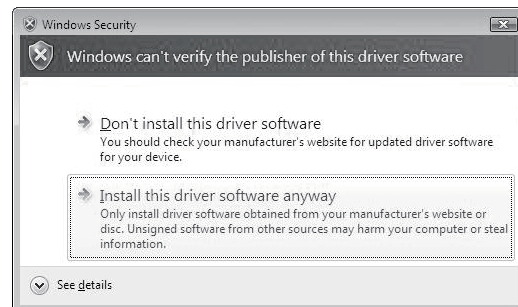 Windows Security
Windows can't verify the publisher of this driver software
Don't install this driver software
You should check your manufacturer's website for updated driver software
for your device.
Install this driver software anyway
Only install driver software obtained from your manufacturer's website or
disc. Unsigned software from other sources may harm your computer or steal
information.
See details